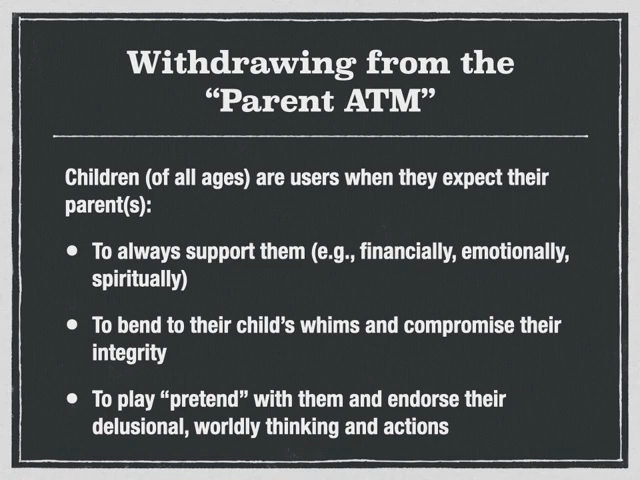 Withdrawing from the
“Parent ATM”
Children (of all ages) are users when they expect their
parent(s):
• To always support them (e.g., financially, emotionally,
spiritually)
• To bend to their child’s whims and compromise their
integrity
• To play “pretend” with them and endorse their
delusional, worldly thinking and actions